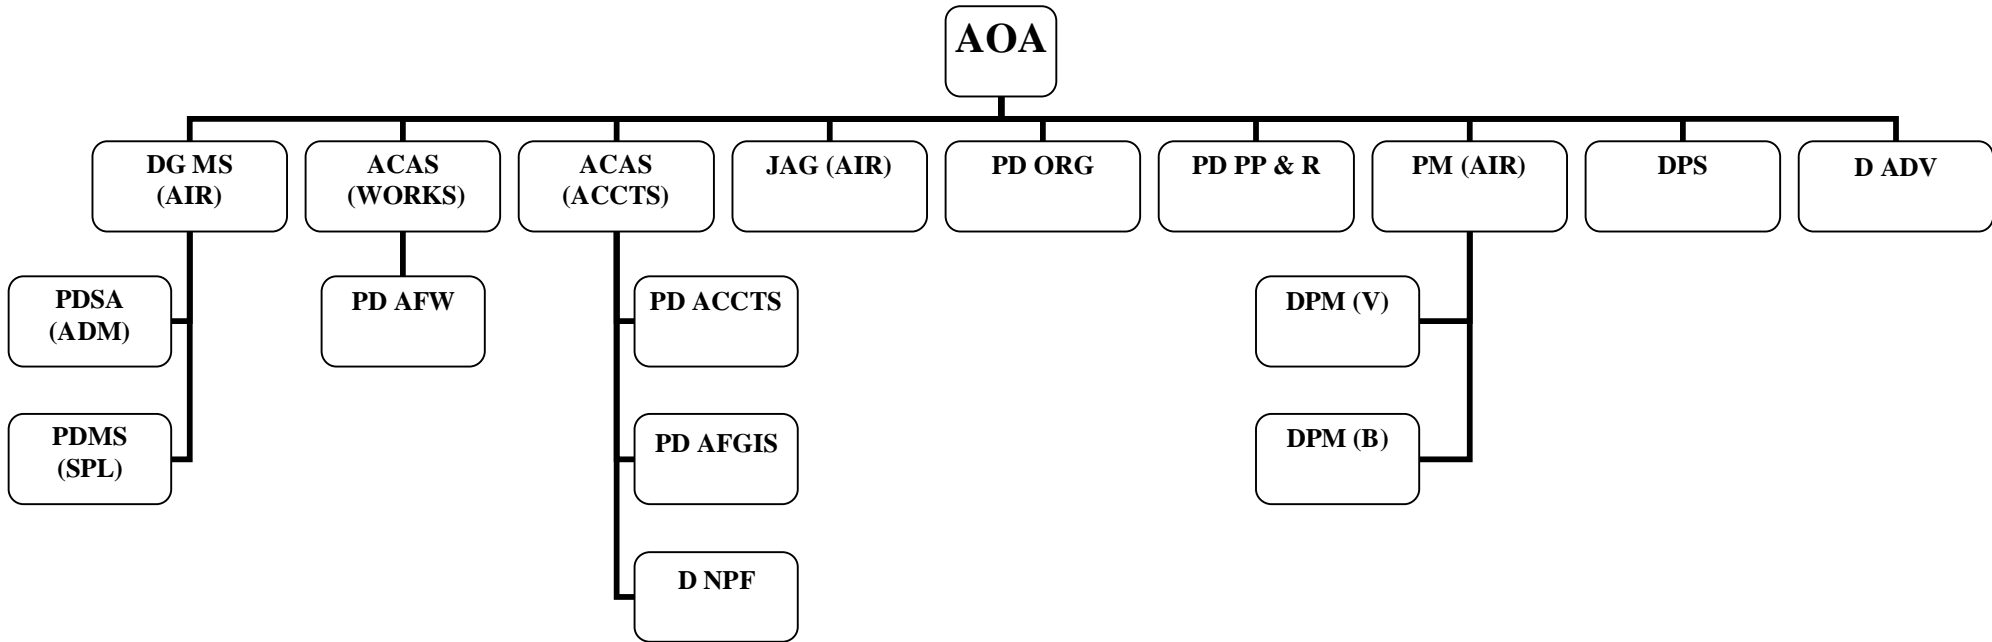 AOA
DG MS
(AIR)
ACAS
(WORKS)
ACAS
(ACCTS)
JAG (AIR)
PD ORG
PD PP & R
PM (AIR)
DPS
D ADV
PDSA
(ADM)
PD AFW
PD ACCTS
DPM (V)
PDMS
(SPL)
PD AFGIS
DPM (B)
D NPF